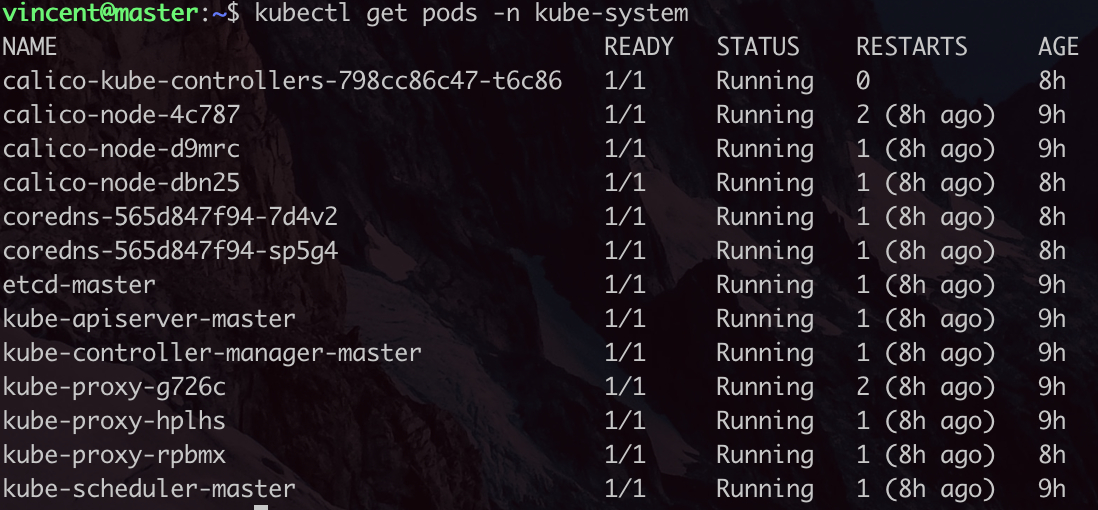 vincent@master:~$ kubectl get pods -n kube-system
NAME READY STATUS RESTARTS AGE
calico-kube-controllers-798cc86c47-t6c86 1/1 Running 0 8h
calico-node-4c787 1/1 Running 2 (8h ago) 9h
calico-node-d9mrc 1/1 Running 1 (8h ago) 9h
calico-node-dbn25 1/1 Running 1 (8h ago) 8h
coredns-565d847f94-7d4v2 1/1 Running 1 (8h ago) 8h
coredns-565d847f94-sp5g4 1/1 Running 1 (8h ago) 8h
etcd-master 1/1 Running 1 (8h ago) 9h
kube-apiserver-master 1/1 Running 1 (8h ago) 9h
kube-controller-manager-master 1/1 Running 1 (8h ago) 9h
kube-proxy-g726c 1/1 Running 2 (8h ago) 9h
kube-proxy-hplhs 1/1 Running 1 (8h ago) 9h
kube-proxy-rpbmx 1/1 Running 1 (8h ago) 8h
kube-scheduler-master 1/1 Running 1 (8h ago) 9h